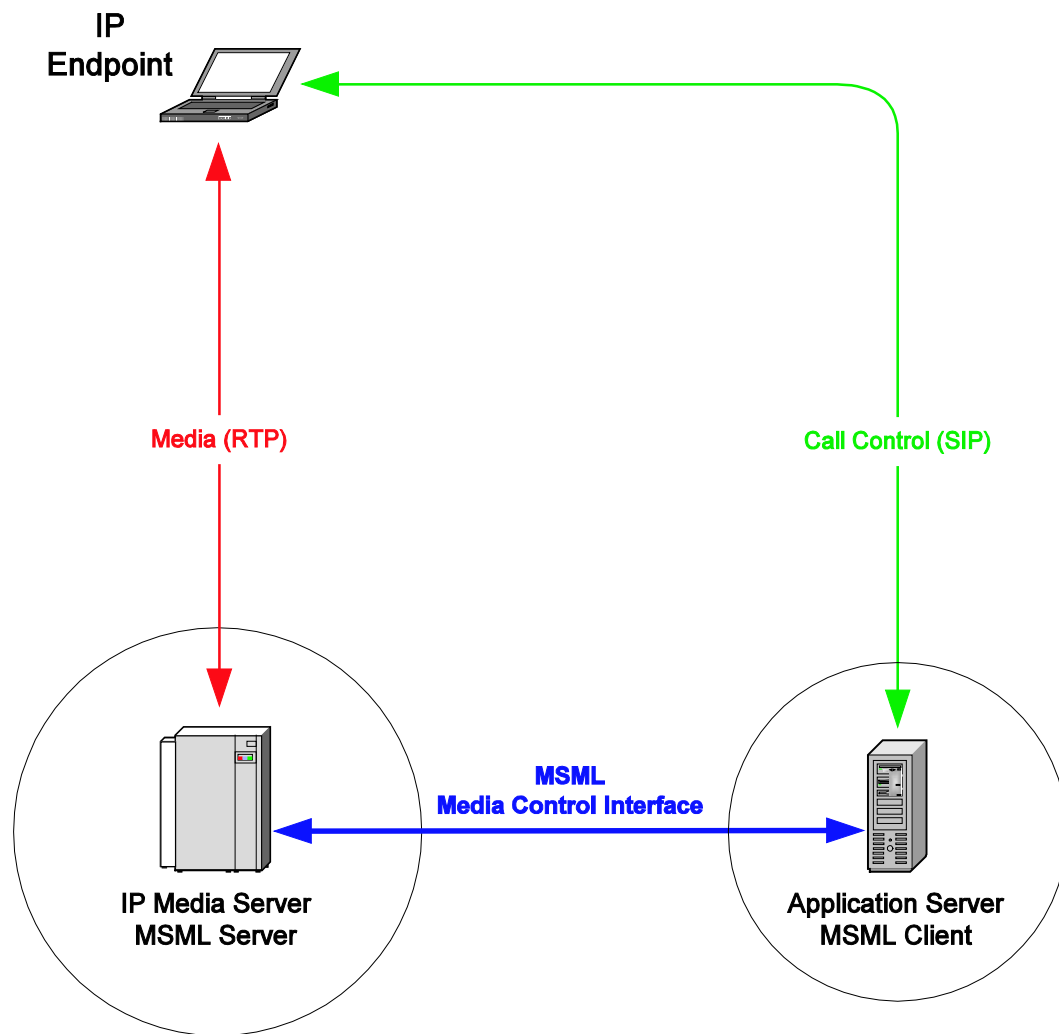 IP
Endpoint
Media (RTP)
Call Control (SIP)
MSML
Media Control Interface
IP Media Server
MSML Server
Application Server
MSML Client